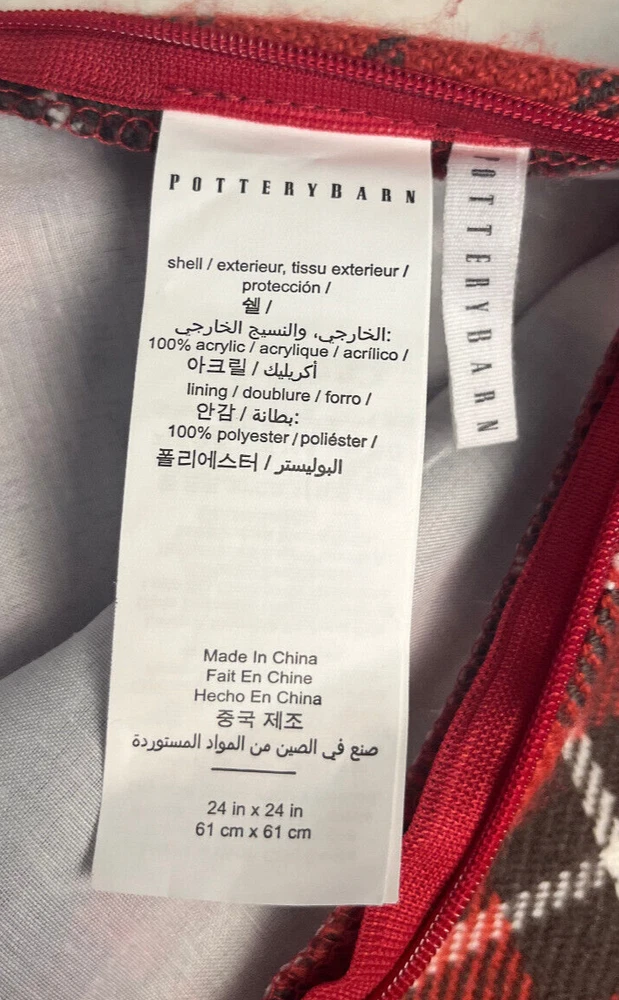 POTTERYBARN
shell / exterieur, tissu exterieur /
protección /
쉘 /
الخارجي، والنسيج الخارجي:
100% acrylic / acrylique / acrílico /
아크릴 / أكريليك
lining / doublure / forro /
안감 / بطانة:
100% polyester / poliéster /
폴리에스터 / البوليستر
Made In China
Fait En Chine
Hecho En China
중국 제조
صنع في الصين من المواد المستوردة
24 in x 24 in
61 cm x 61 cm
POTTERYBARN